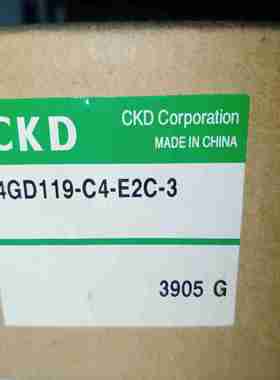 CKD
CKD Corporation
MADE IN CHINA
4GD119-C4-E2C-3
3905 G